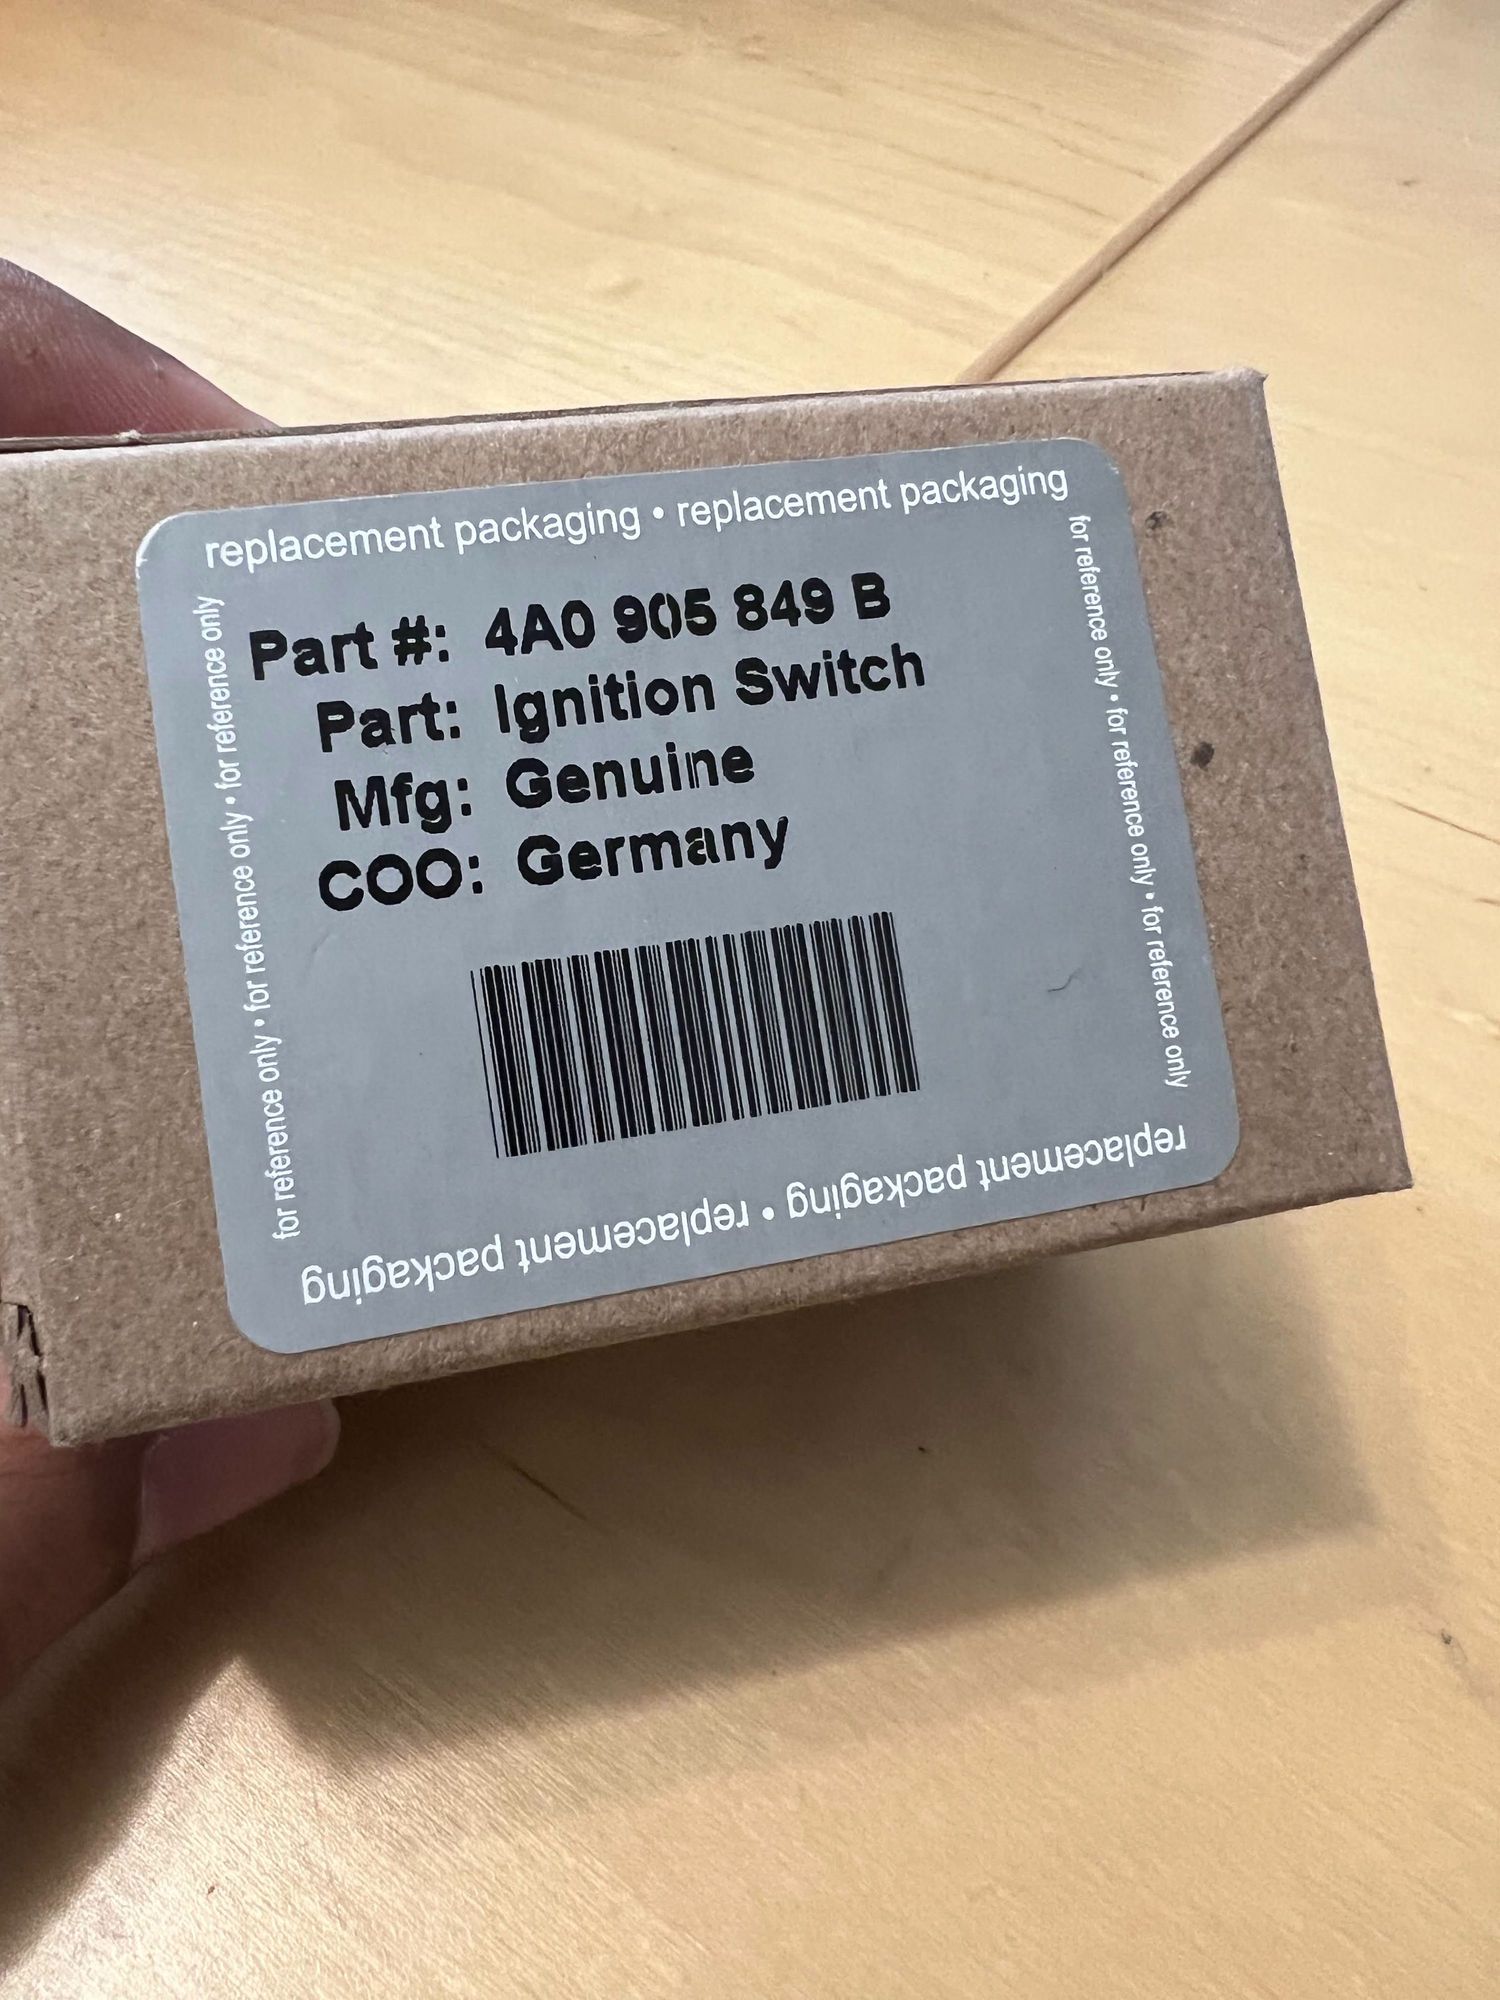 replacement packaging • replacement packaging
for reference only • for reference only • for reference only
Part #: 4A0 905 849 B
Part: Ignition Switch
Mfg: Genuine
COO: Germany
for reference only • for reference only • for reference only
replacement packaging • replacement packaging